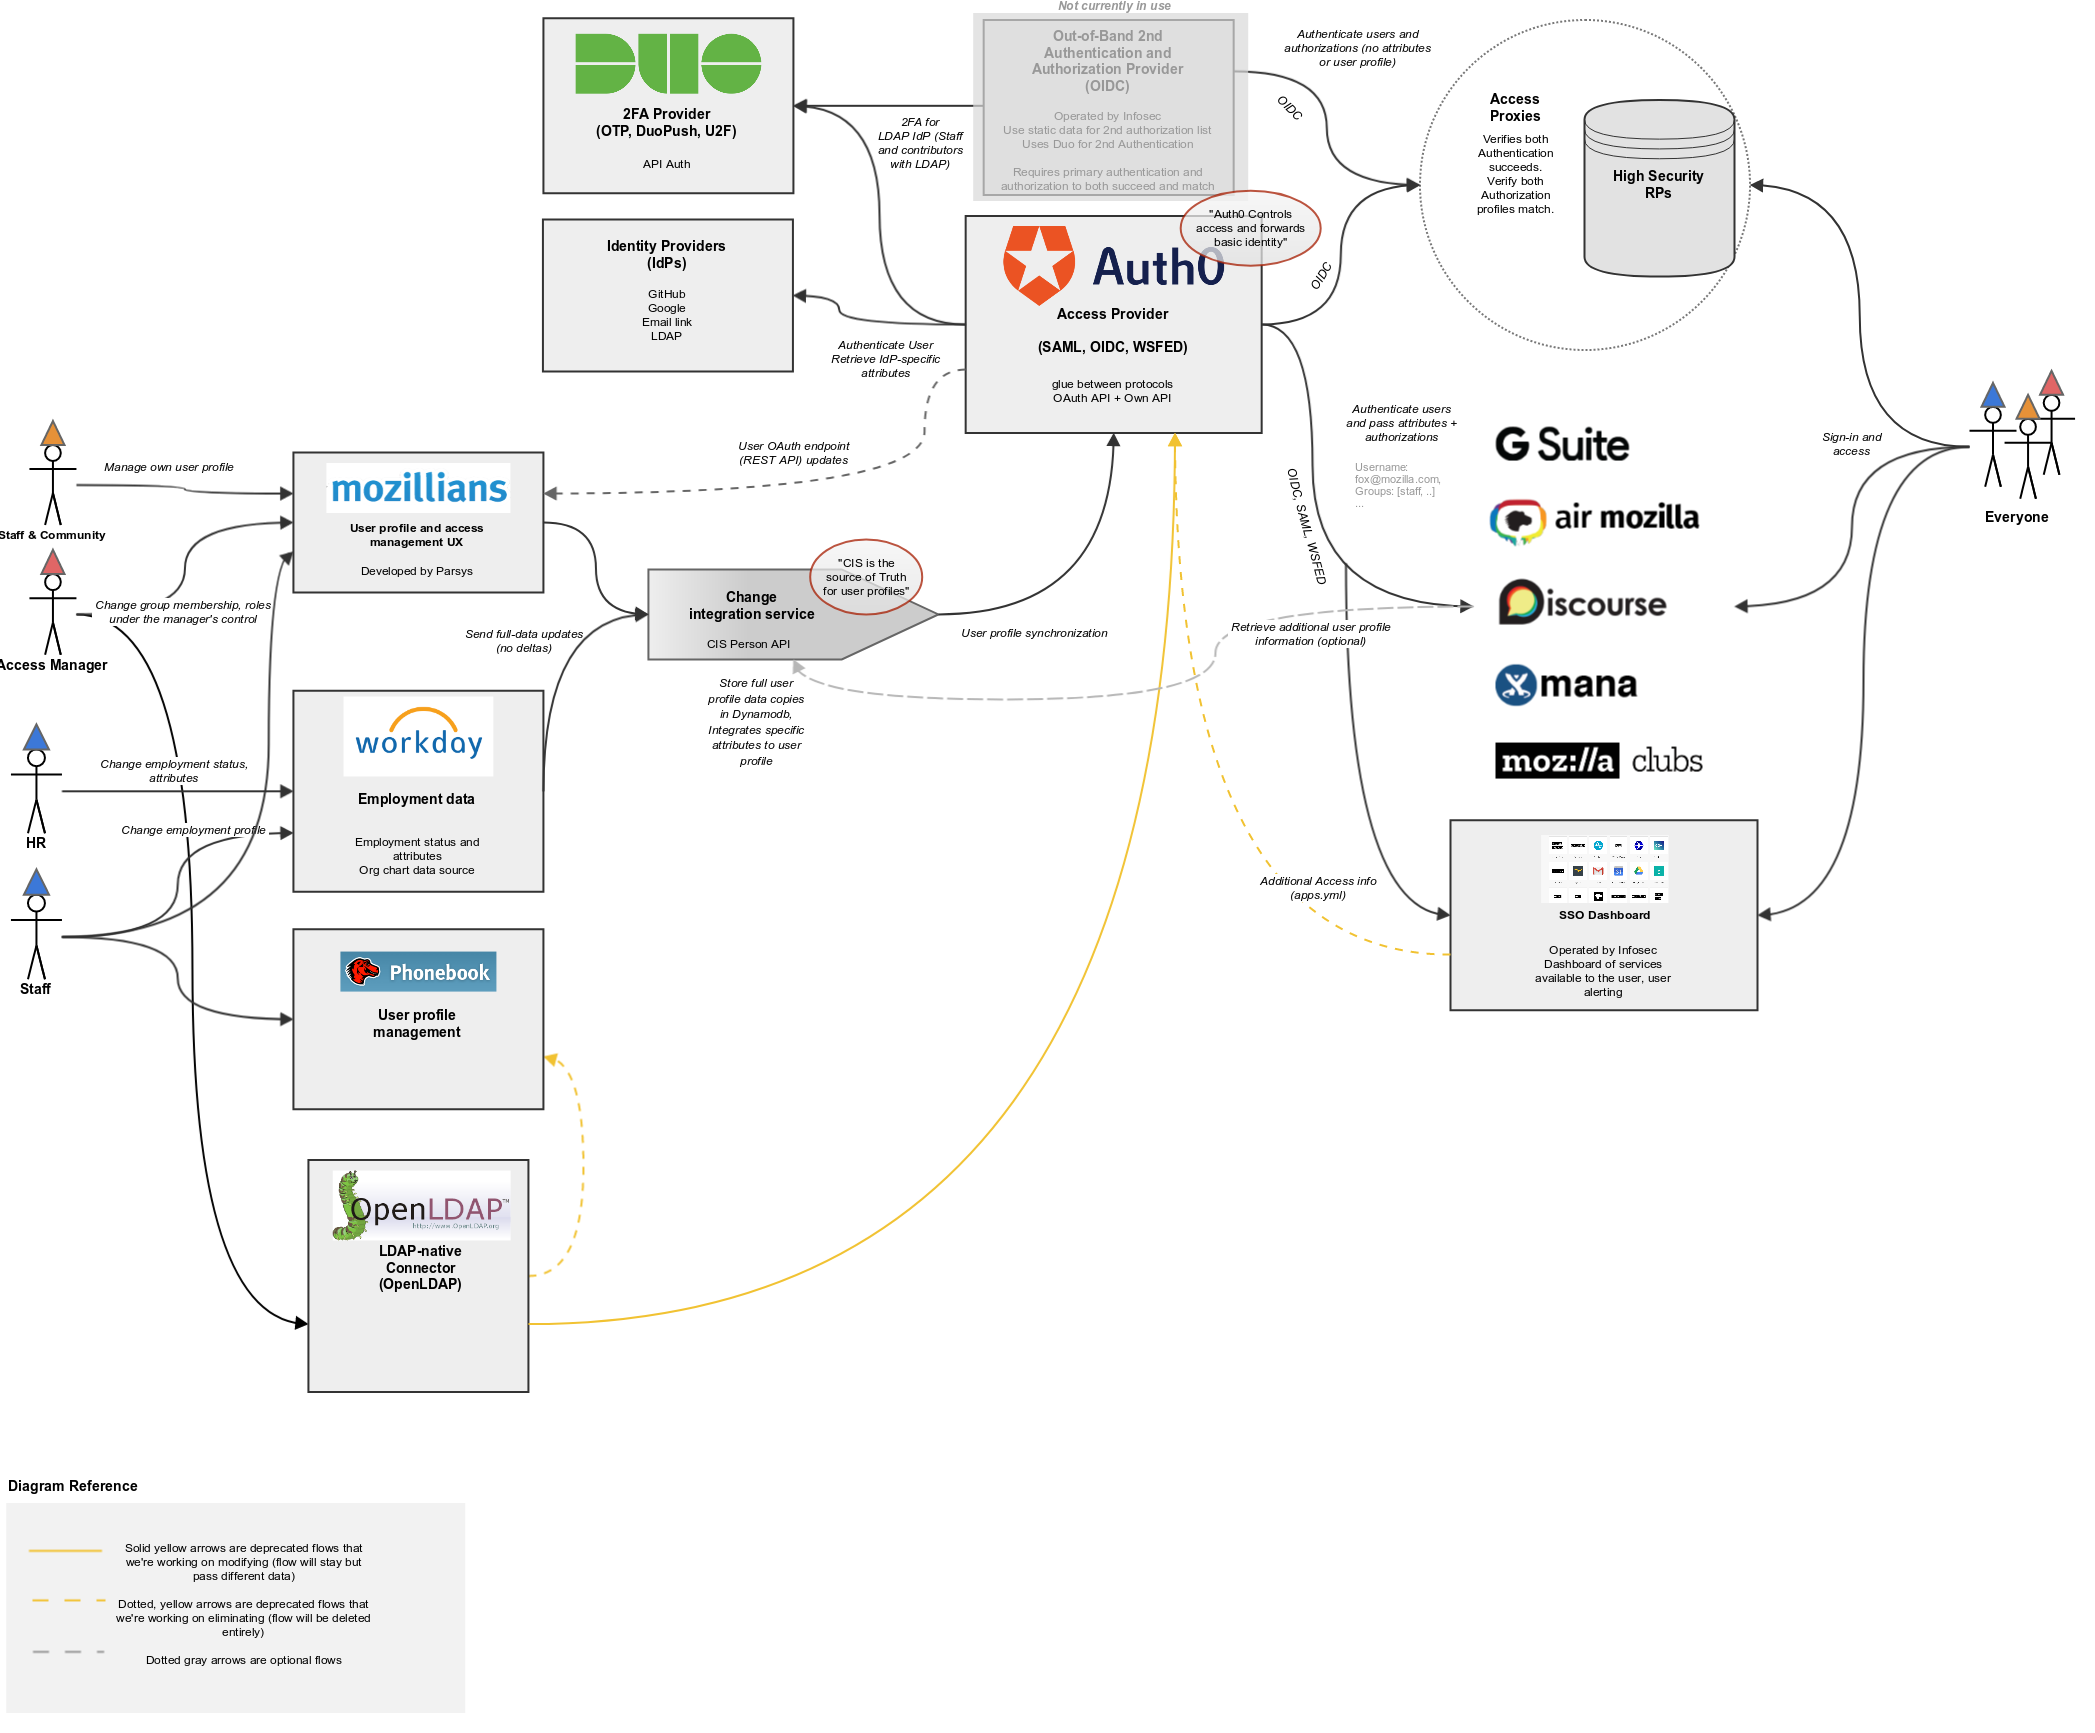 Not currently in use
DUO
2FA Provider
(OTP, DuoPush, U2F)
API Auth
2FA for
LDAP IdP (Staff
and contributors
with LDAP)
Out-of-Band 2nd
Authentication and
Authorization Provider
(OIDC)
Operated by Infosec
Use static data for 2nd authorization list
Uses Duo for 2nd Authentication
Requires primary authentication and
authorization to both succeed and match
Authenticate users and
authorizations (no attributes
or user profile)
OIDC
OIDC
Access
Proxies
Verifies both
Authentication
succeeds.
Verify both
Authorization
profiles match.
High Security
RPs
Identity Providers
(IdPs)
GitHub
Google
Email link
LDAP
Authenticate User
Retrieve IdP-specific
attributes
"Auth0 Controls
access and forwards
basic identity"
Auth0
Access Provider
(SAML, OIDC, WSFED)
glue between protocols
OAuth API + Own API
User OAuth endpoint
(REST API) updates
Authenticate users
and pass attributes +
authorizations
Username:
fox@mozilla.com,
Groups: [staff, ..]
...
OIDC, SAML, WSFED
G Suite
air mozilla
iscourse
mana
moz://a clubs
Sign-in and
access
Everyone
Staff & Community
Manage own user profile
Access Manager
Change group membership, roles
under the manager's control
mozillians
User profile and access
management UX
Developed by Parsys
"CIS is the
source of Truth
for user profiles"
Change
integration service
CIS Person API
Send full-data updates
(no deltas)
User profile synchronization
Retrieve additional user profile
information (optional)
Store full user
profile data copies
in Dynamodb,
Integrates specific
attributes to user
profile
HR
Change employment status,
attributes
Change employment profile
Staff
workday
Employment data
Employment status and
attributes
Org chart data source
Additional Access info
(apps.yml)
SSO Dashboard
Operated by Infosec
Dashboard of services
available to the user, user
alerting
Phonebook
User profile
management
OpenLDAP™
http://www.OpenLDAP.org
LDAP-native
Connector
(OpenLDAP)
Diagram Reference
Solid yellow arrows are deprecated flows that
we're working on modifying (flow will stay but
pass different data)
Dotted, yellow arrows are deprecated flows that
we're working on eliminating (flow will be deleted
entirely)
Dotted gray arrows are optional flows